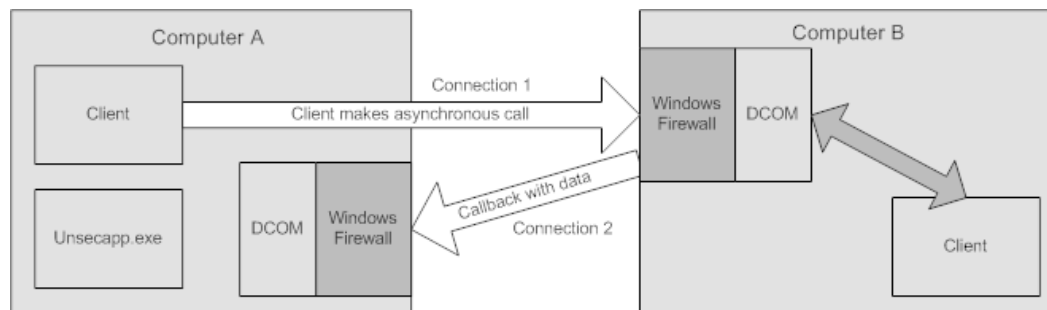 Computer A
Client
Unsecapp.exe
DCOM
Windows
Firewall
Connection 1
Client makes asynchronous call
Callback with data
Connection 2
Computer B
Windows
Firewall
DCOM
Client